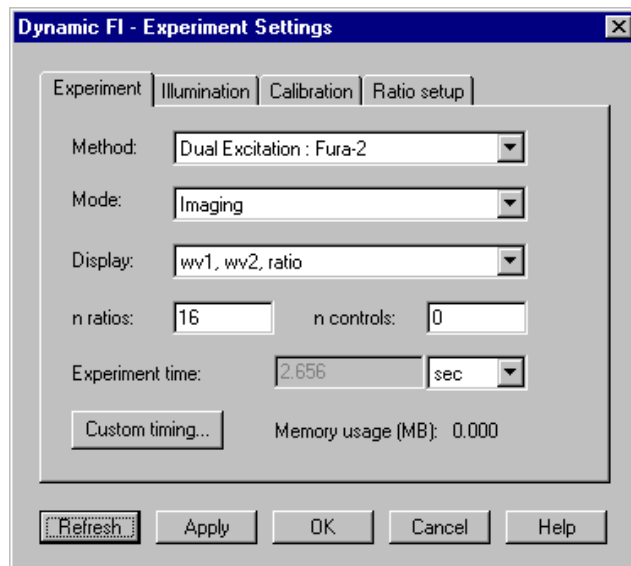 Dynamic FI - Experiment Settings
Experiment Illumination Calibration Ratio setup
Method: Dual Excitation : Fura-2
Mode: Imaging
Display: wv1, wv2, ratio
n ratios: 16 n controls: 0
Experiment time: 2.656 sec
Custom timing... Memory usage (MB): 0.000
Refresh Apply OK Cancel Help